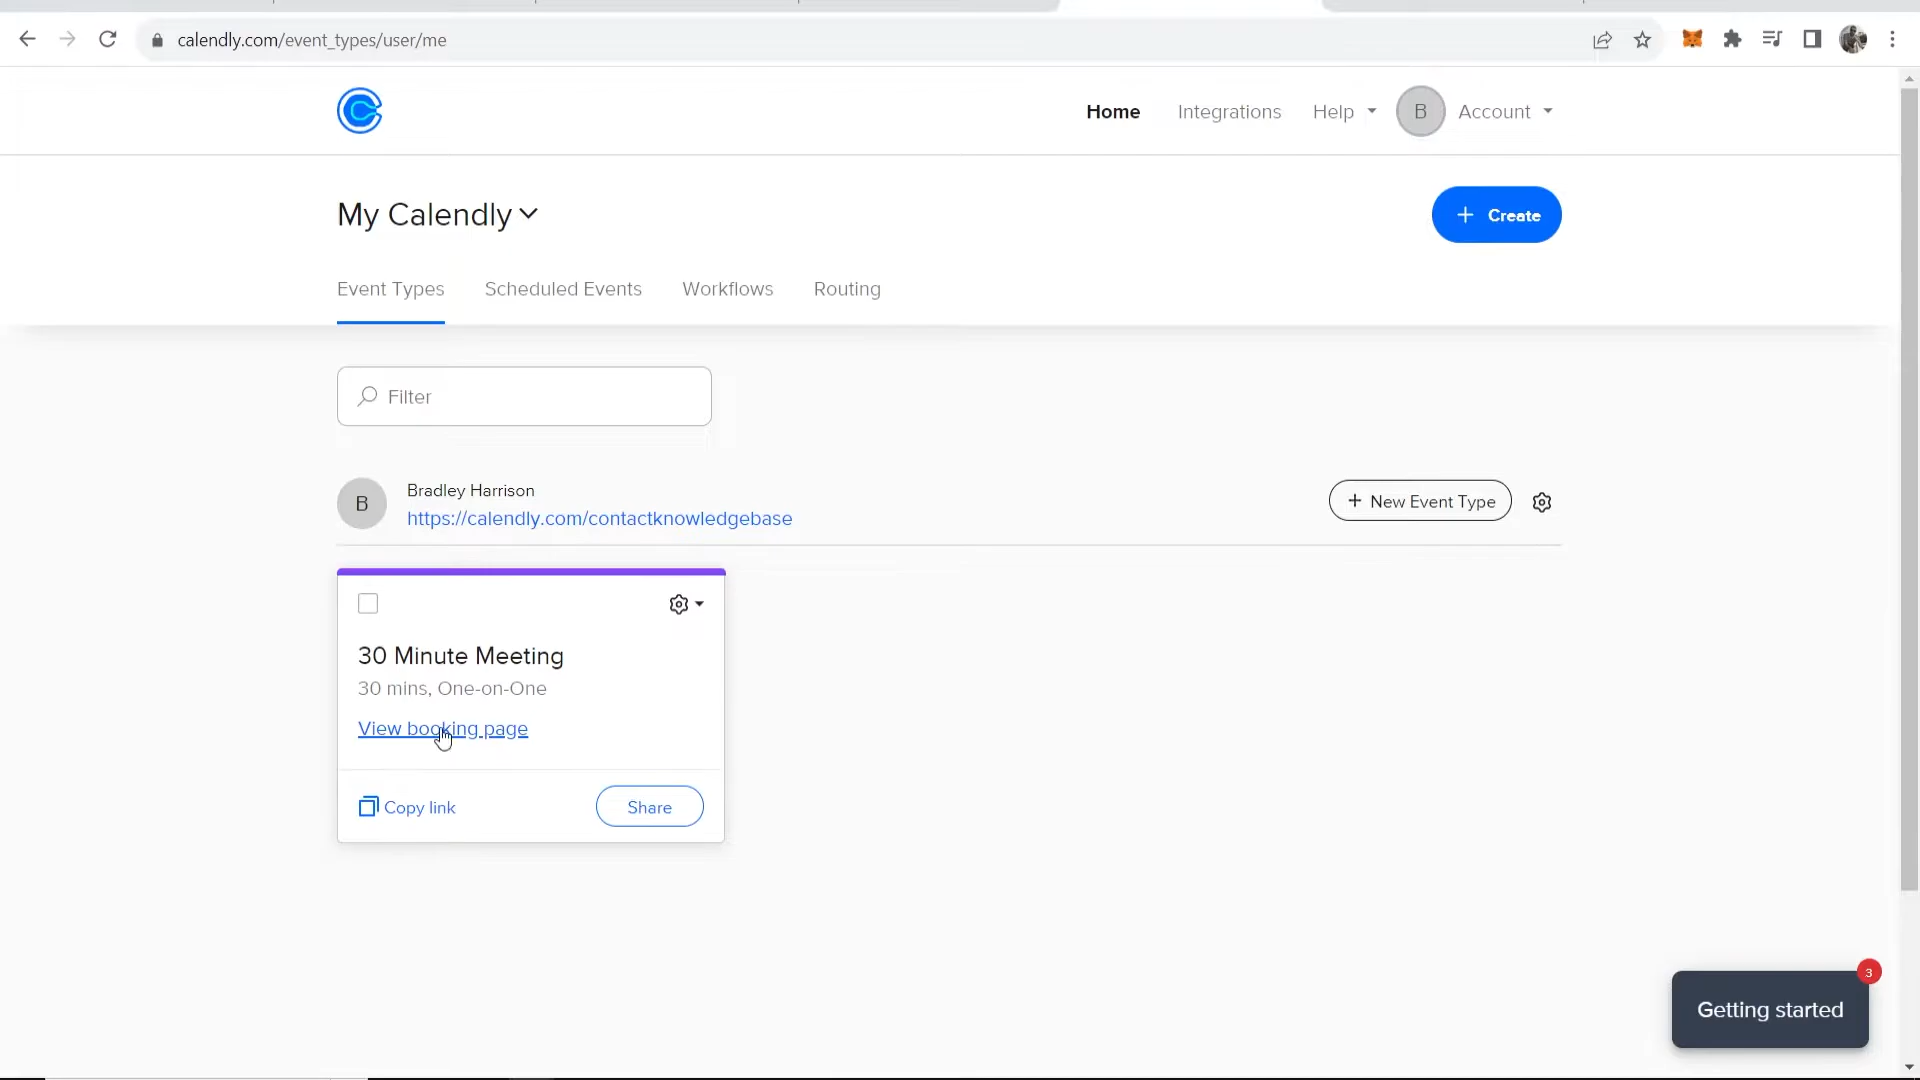 calendly.com/event_types/user/me
Home Integrations Help B Account
My Calendly
+ Create
Event Types Scheduled Events Workflows Routing
Filter
B
Bradley Harrison
https://calendly.com/contactknowledgebase
+ New Event Type
30 Minute Meeting
30 mins, One-on-One
View booking page
Copy link Share
3
Getting started